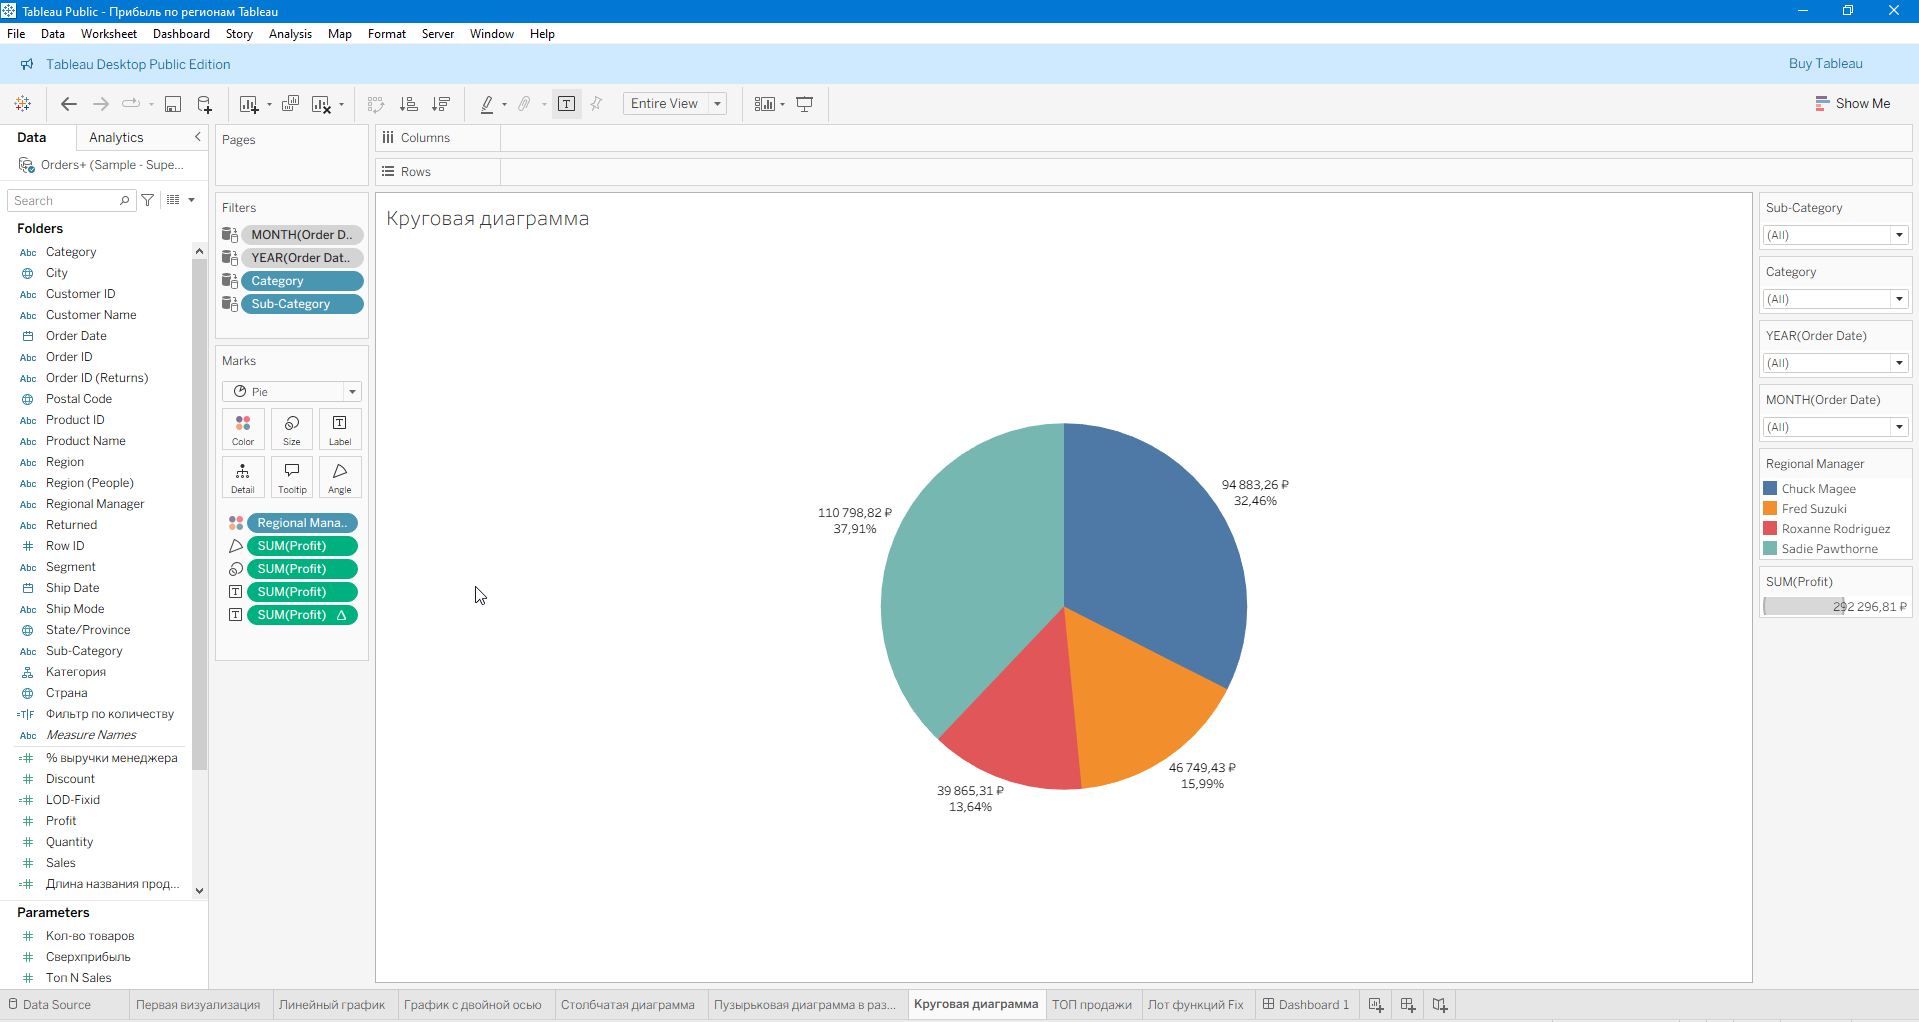 Tableau Public - Прибыль по регионам Tableau
File Data Worksheet Dashboard Story Analysis Map Format Server Window Help
Tableau Desktop Public Edition
Buy Tableau
Entire View
Show Me
Data
Analytics
Orders+ (Sample - Supe...
Search
Folders
Abc Category
City
Abc Customer ID
Abc Customer Name
Order Date
Abc Order ID
Abc Order ID (Returns)
Postal Code
Abc Product ID
Abc Product Name
Abc Region
Abc Region (People)
Abc Regional Manager
Abc Returned
# Row ID
Abc Segment
Ship Date
Abc Ship Mode
State/Province
Abc Sub-Category
Категория
Страна
=T|F Фильтр по количеству
Abc Measure Names
=# % выручки менеджера
# Discount
=# LOD-Fixid
# Profit
# Quantity
# Sales
=# Длина названия прод...
Parameters
# Кол-во товаров
# Сверхприбыль
# Топ N Sales
Pages
Filters
MONTH(Order D..
YEAR(Order Dat..
Category
Sub-Category
Marks
Pie
Color
Size
Label
Detail
Tooltip
Angle
Regional Mana..
SUM(Profit)
SUM(Profit)
SUM(Profit)
SUM(Profit) Δ
Columns
Rows
Круговая диаграмма
94 883,26 ₽
32,46%
110 798,82 ₽
37,91%
46 749,43 ₽
15,99%
39 865,31 ₽
13,64%
Sub-Category
(All)
Category
(All)
YEAR(Order Date)
(All)
MONTH(Order Date)
(All)
Regional Manager
Chuck Magee
Fred Suzuki
Roxanne Rodriguez
Sadie Pawthorne
SUM(Profit)
292 296,81 ₽
Data Source
Первая визуализация
Линейный график
График с двойной осью
Столбчатая диаграмма
Пузырьковая диаграмма в раз...
Круговая диаграмма
ТОП продажи
Лот функций Fix
Dashboard 1